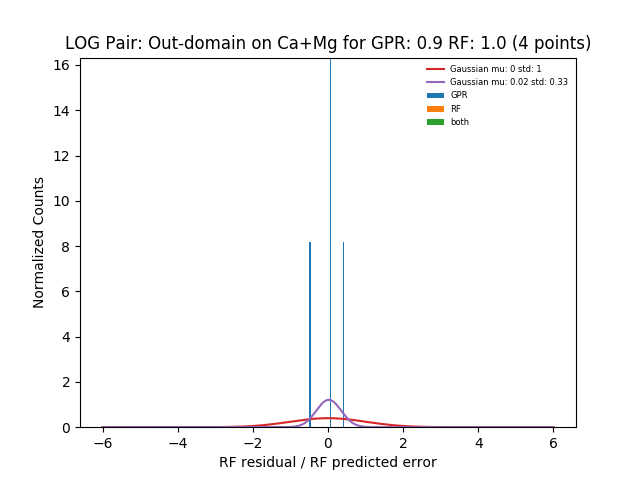 LOG Pair: Out-domain on Ca+Mg for GPR: 0.9 RF: 1.0 (4 points)
Gaussian mu: 0 std: 1
Gaussian mu: 0.02 std: 0.33
GPR
RF
both
Normalized Counts
16
14
12
10
8
6
4
2
0
−6 −4 −2 0 2 4 6
RF residual / RF predicted error